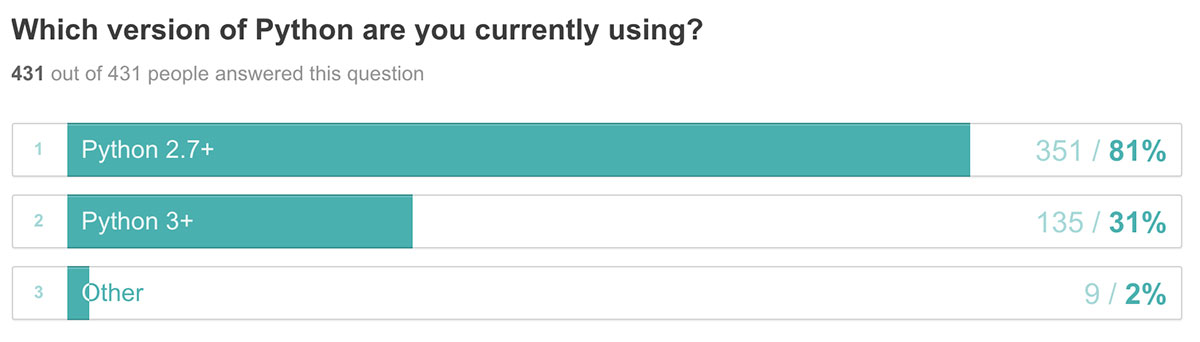 Which version of Python are you currently using?
431 out of 431 people answered this question
1 Python 2.7+ 351 / 81%
2 Python 3+ 135 / 31%
3 Other 9 / 2%